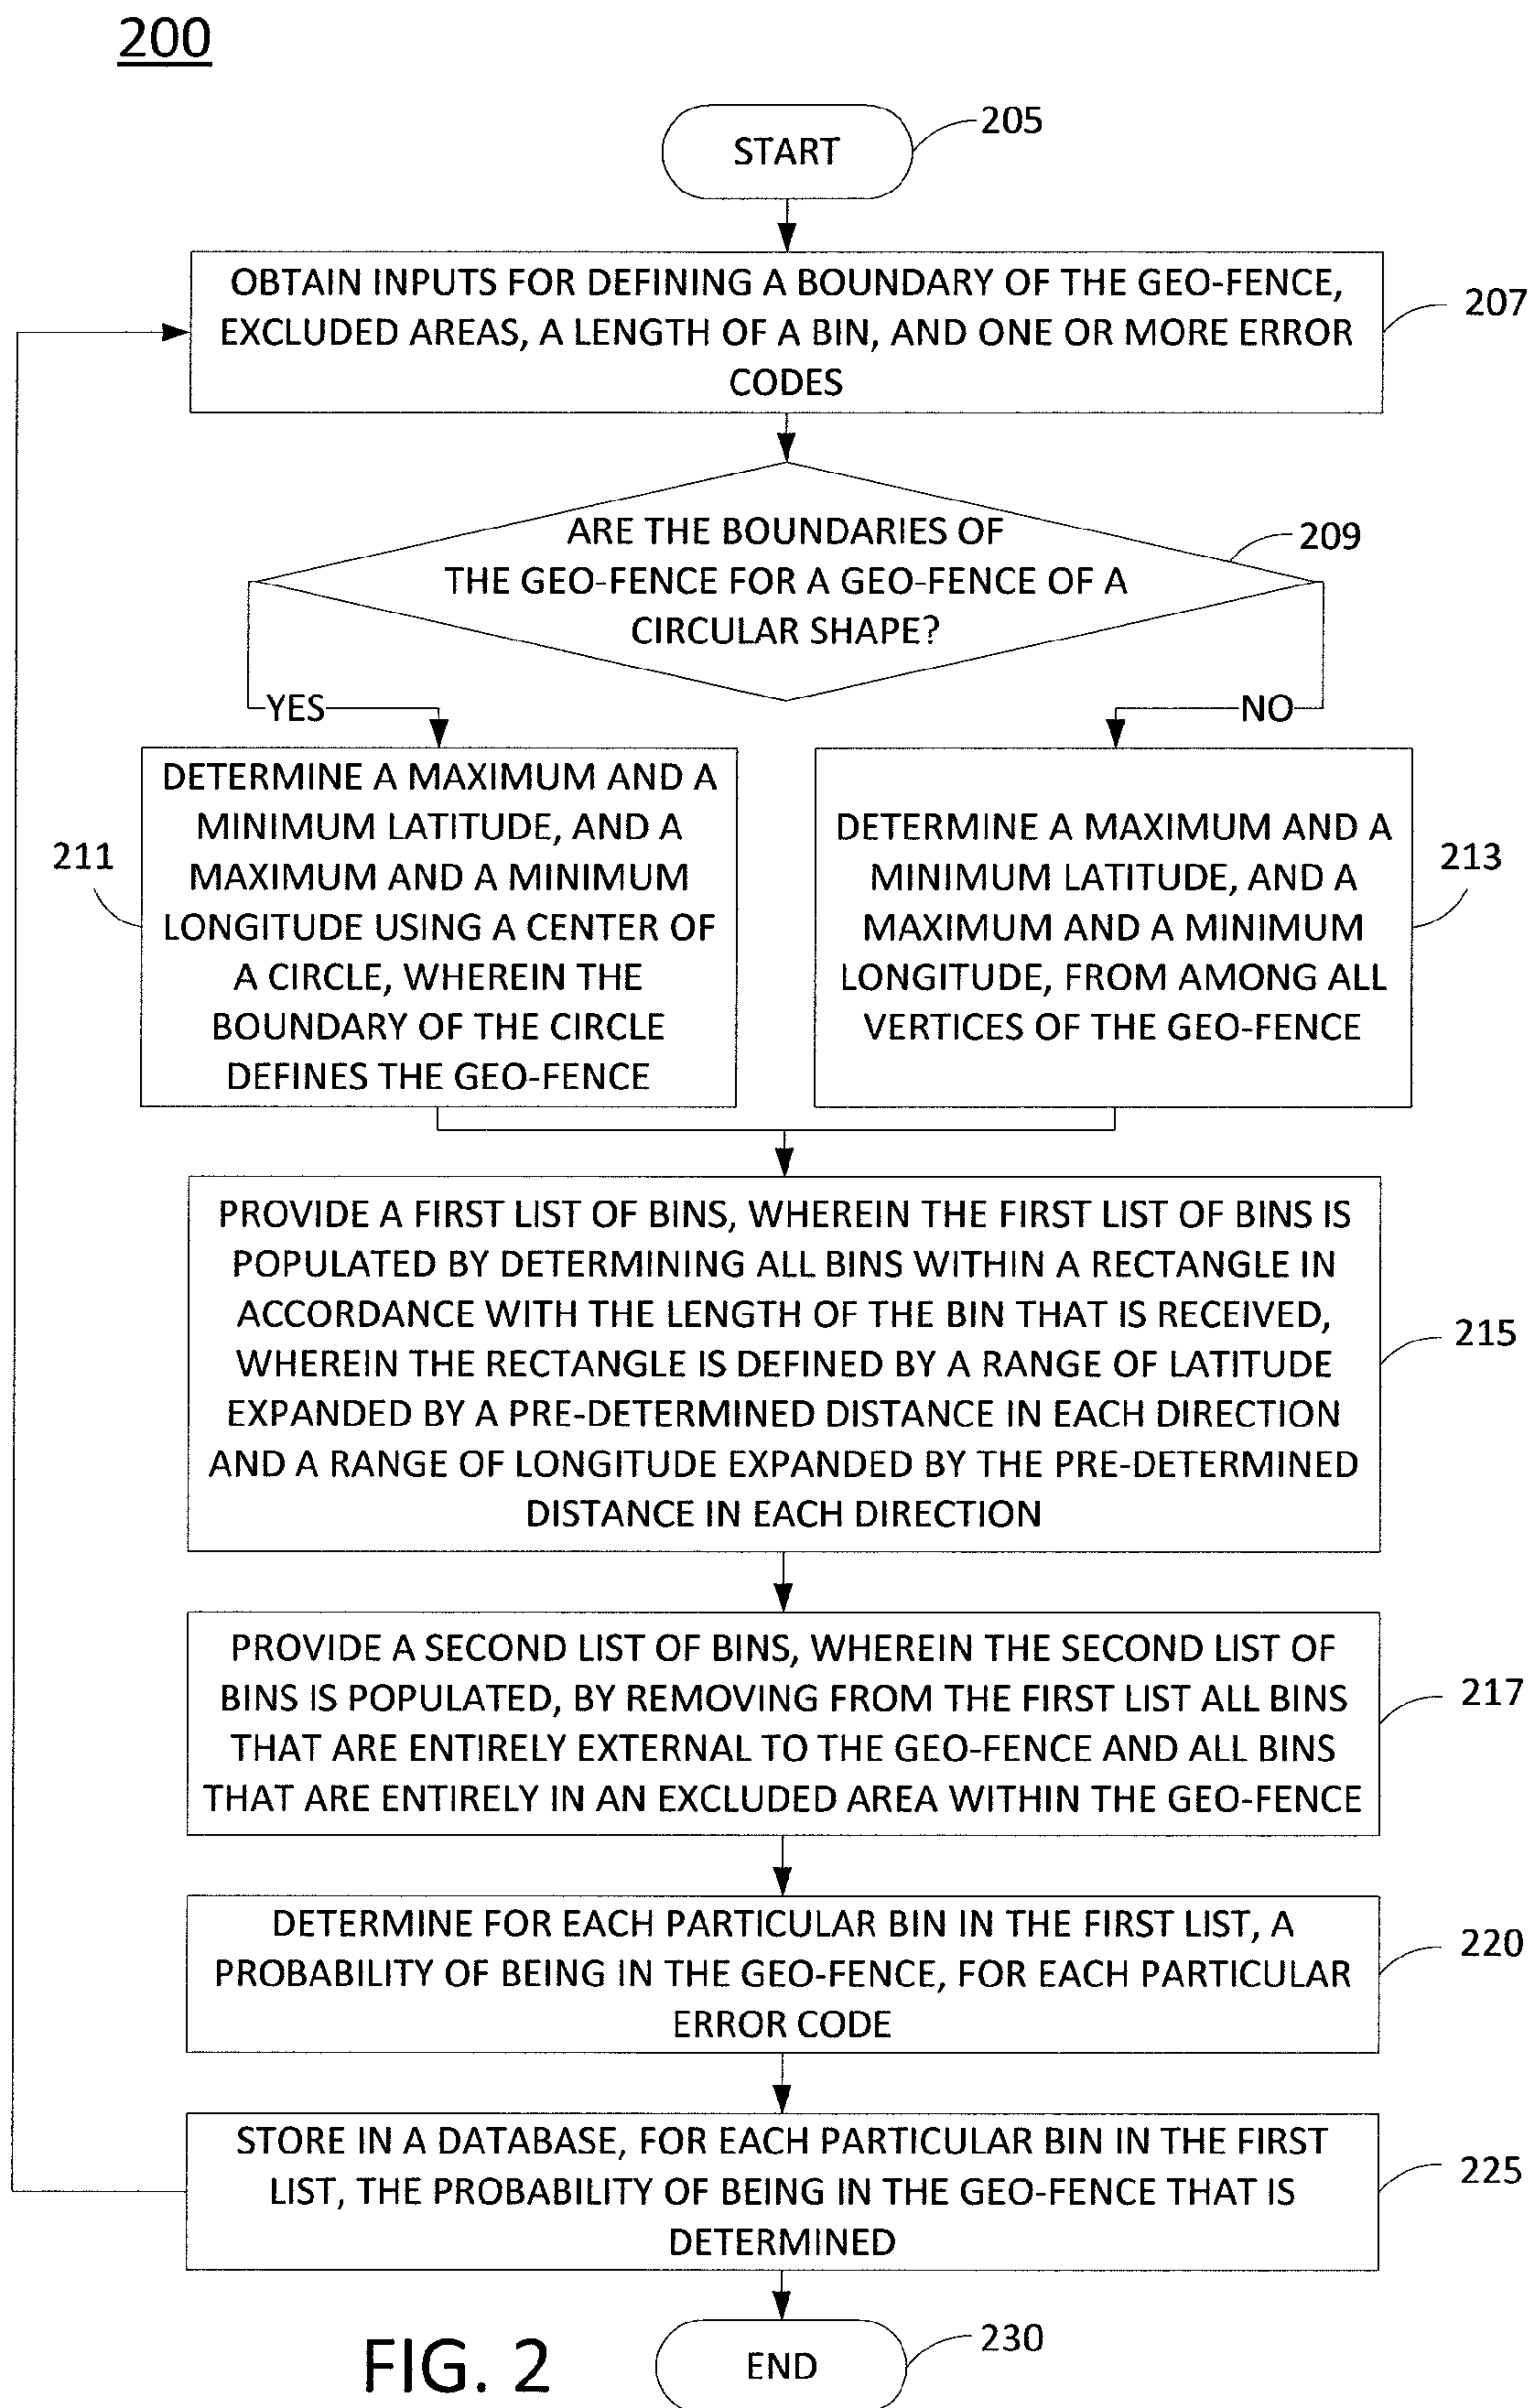 200
START
205
OBTAIN INPUTS FOR DEFINING A BOUNDARY OF THE GEO-FENCE,
EXCLUDED AREAS, A LENGTH OF A BIN, AND ONE OR MORE ERROR
CODES
207
ARE THE BOUNDARIES OF
THE GEO-FENCE FOR A GEO-FENCE OF A
CIRCULAR SHAPE?
209
YES
NO
DETERMINE A MAXIMUM AND A
MINIMUM LATITUDE, AND A
MAXIMUM AND A MINIMUM
LONGITUDE USING A CENTER OF
A CIRCLE, WHEREIN THE
BOUNDARY OF THE CIRCLE
DEFINES THE GEO-FENCE
211
DETERMINE A MAXIMUM AND A
MINIMUM LATITUDE, AND A
MAXIMUM AND A MINIMUM
LONGITUDE, FROM AMONG ALL
VERTICES OF THE GEO-FENCE
213
PROVIDE A FIRST LIST OF BINS, WHEREIN THE FIRST LIST OF BINS IS
POPULATED BY DETERMINING ALL BINS WITHIN A RECTANGLE IN
ACCORDANCE WITH THE LENGTH OF THE BIN THAT IS RECEIVED,
WHEREIN THE RECTANGLE IS DEFINED BY A RANGE OF LATITUDE
EXPANDED BY A PRE-DETERMINED DISTANCE IN EACH DIRECTION
AND A RANGE OF LONGITUDE EXPANDED BY THE PRE-DETERMINED
DISTANCE IN EACH DIRECTION
215
PROVIDE A SECOND LIST OF BINS, WHEREIN THE SECOND LIST OF
BINS IS POPULATED, BY REMOVING FROM THE FIRST LIST ALL BINS
THAT ARE ENTIRELY EXTERNAL TO THE GEO-FENCE AND ALL BINS
THAT ARE ENTIRELY IN AN EXCLUDED AREA WITHIN THE GEO-FENCE
217
DETERMINE FOR EACH PARTICULAR BIN IN THE FIRST LIST, A
PROBABILITY OF BEING IN THE GEO-FENCE, FOR EACH PARTICULAR
ERROR CODE
220
STORE IN A DATABASE, FOR EACH PARTICULAR BIN IN THE FIRST
LIST, THE PROBABILITY OF BEING IN THE GEO-FENCE THAT IS
DETERMINED
225
END
230
FIG. 2